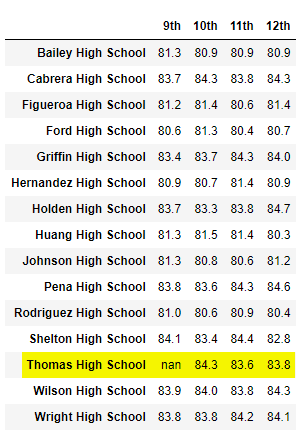 9th 10th 11th 12th
Bailey High School 81.3 80.9 80.9 80.9
Cabrera High School 83.7 84.3 83.8 84.3
Figueroa High School 81.2 81.4 80.6 81.4
Ford High School 80.6 81.3 80.4 80.7
Griffin High School 83.4 83.7 84.3 84.0
Hernandez High School 80.9 80.7 81.4 80.9
Holden High School 83.7 83.3 83.8 84.7
Huang High School 81.3 81.5 81.4 80.3
Johnson High School 81.3 80.8 80.6 81.2
Pena High School 83.8 83.6 84.3 84.6
Rodriguez High School 81.0 80.6 80.9 80.4
Shelton High School 84.1 83.4 84.4 82.8
Thomas High School nan 84.3 83.6 83.8
Wilson High School 83.9 84.0 83.8 84.3
Wright High School 83.8 83.8 84.2 84.1